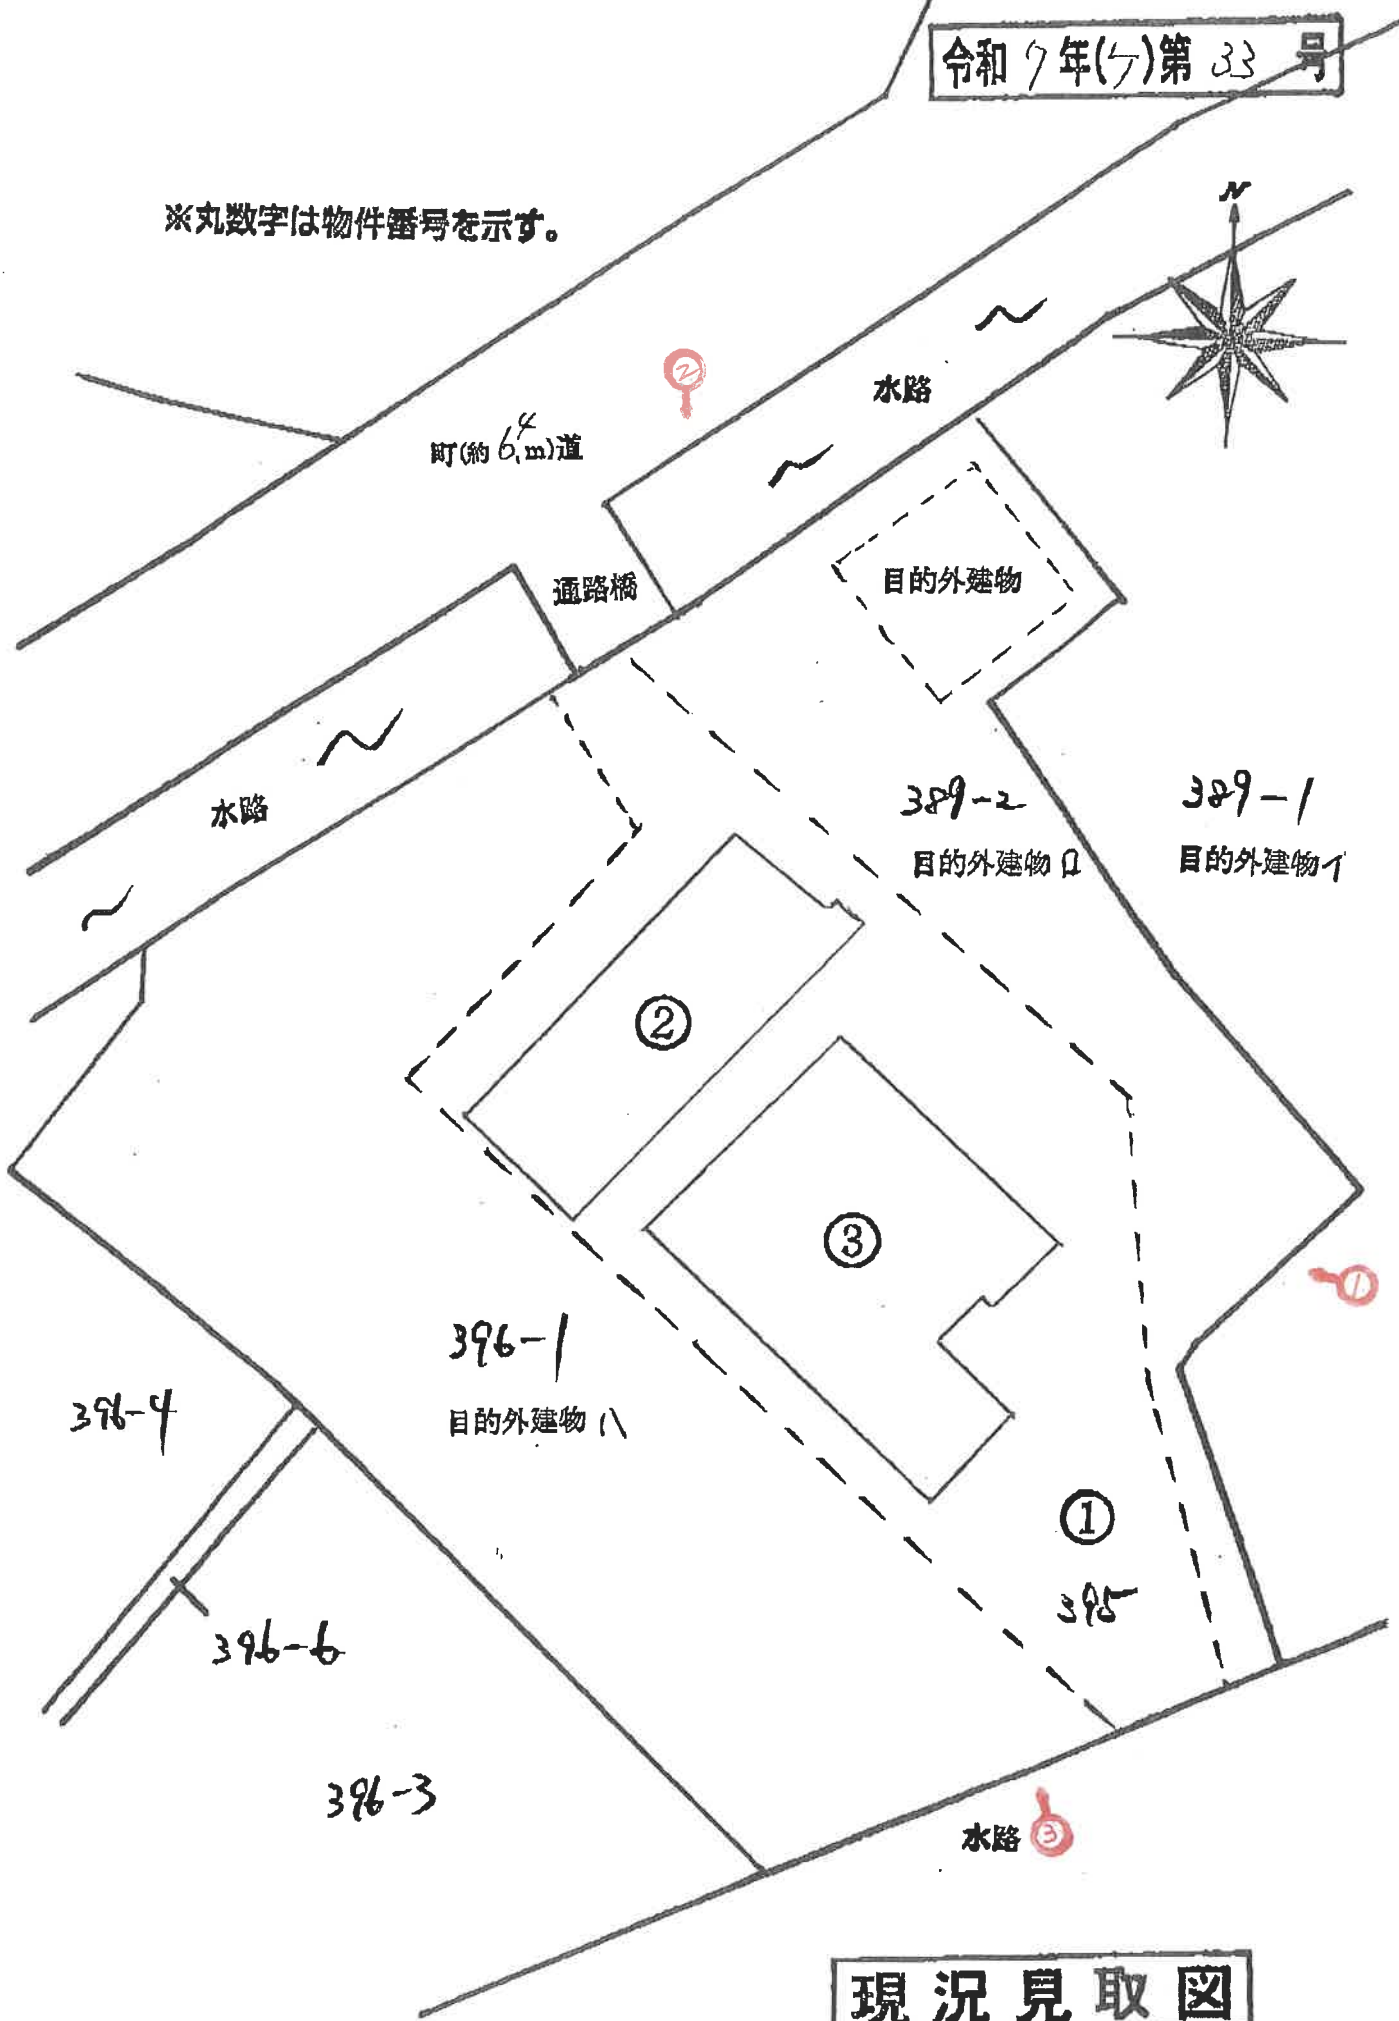 令和7年(ケ)第33号
※丸数字は物件番号を示す。
N
②
水路
町(約6.4m)道
通路橋
目的外建物
水路
389-2
目的外建物ロ
389-1
目的外建物イ
②
③
①
396-1
目的外建物ハ
396-4
①
395
396-6
396-3
水路
③
現況見取図